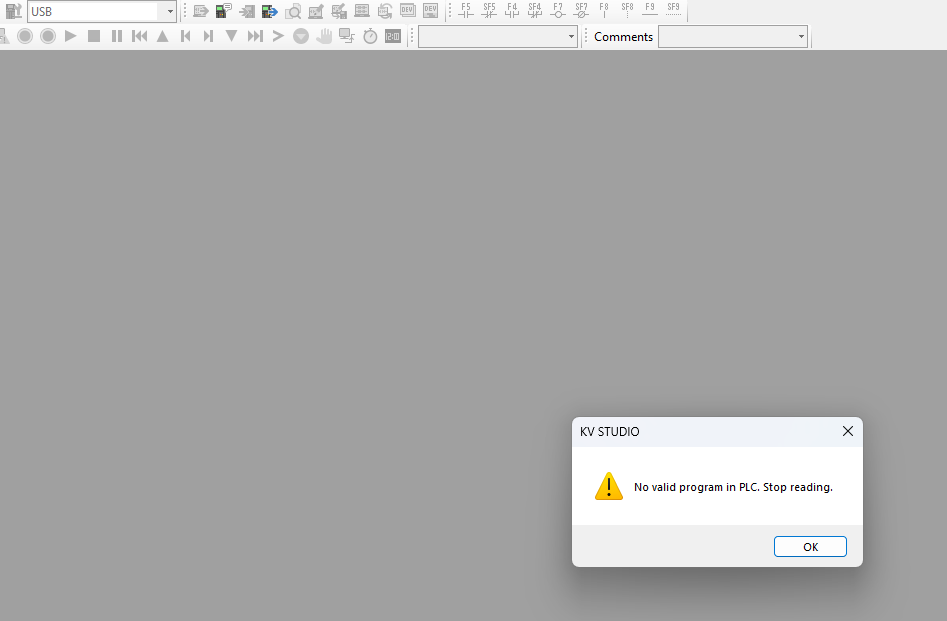 USB
F5 SF5 F4 SF4 F7 SF7 F8 SF8 F9 SF9
DEV
Comments
KV STUDIO
No valid program in PLC. Stop reading.
OK